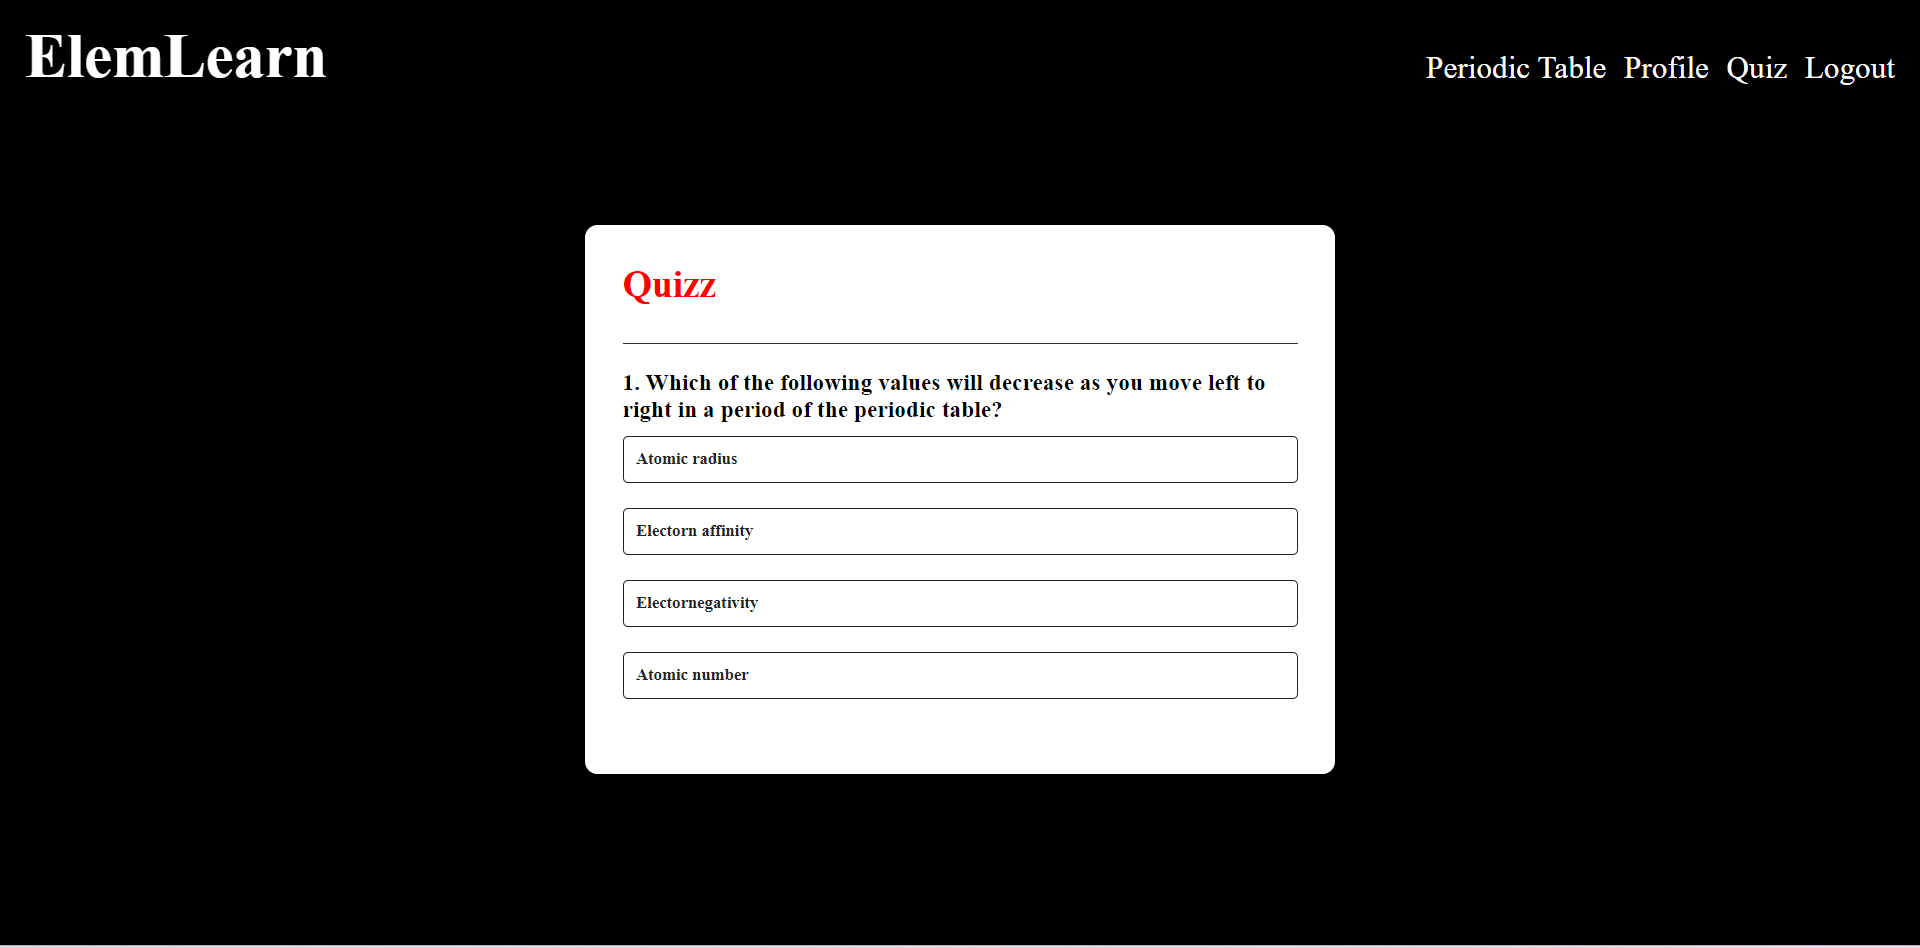 ElemLearn
Periodic Table Profile Quiz Logout
Quizz
1. Which of the following values will decrease as you move left to
right in a period of the periodic table?
Atomic radius
Electorn affinity
Electornegativity
Atomic number